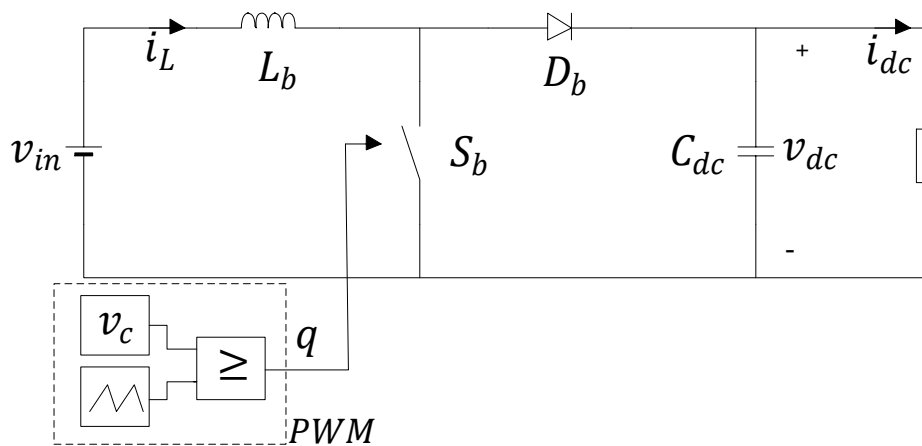 i_L
L_b
D_b
+
i_dc
v_in
S_b
C_dc
v_dc
-
v_c
≥
q
PWM